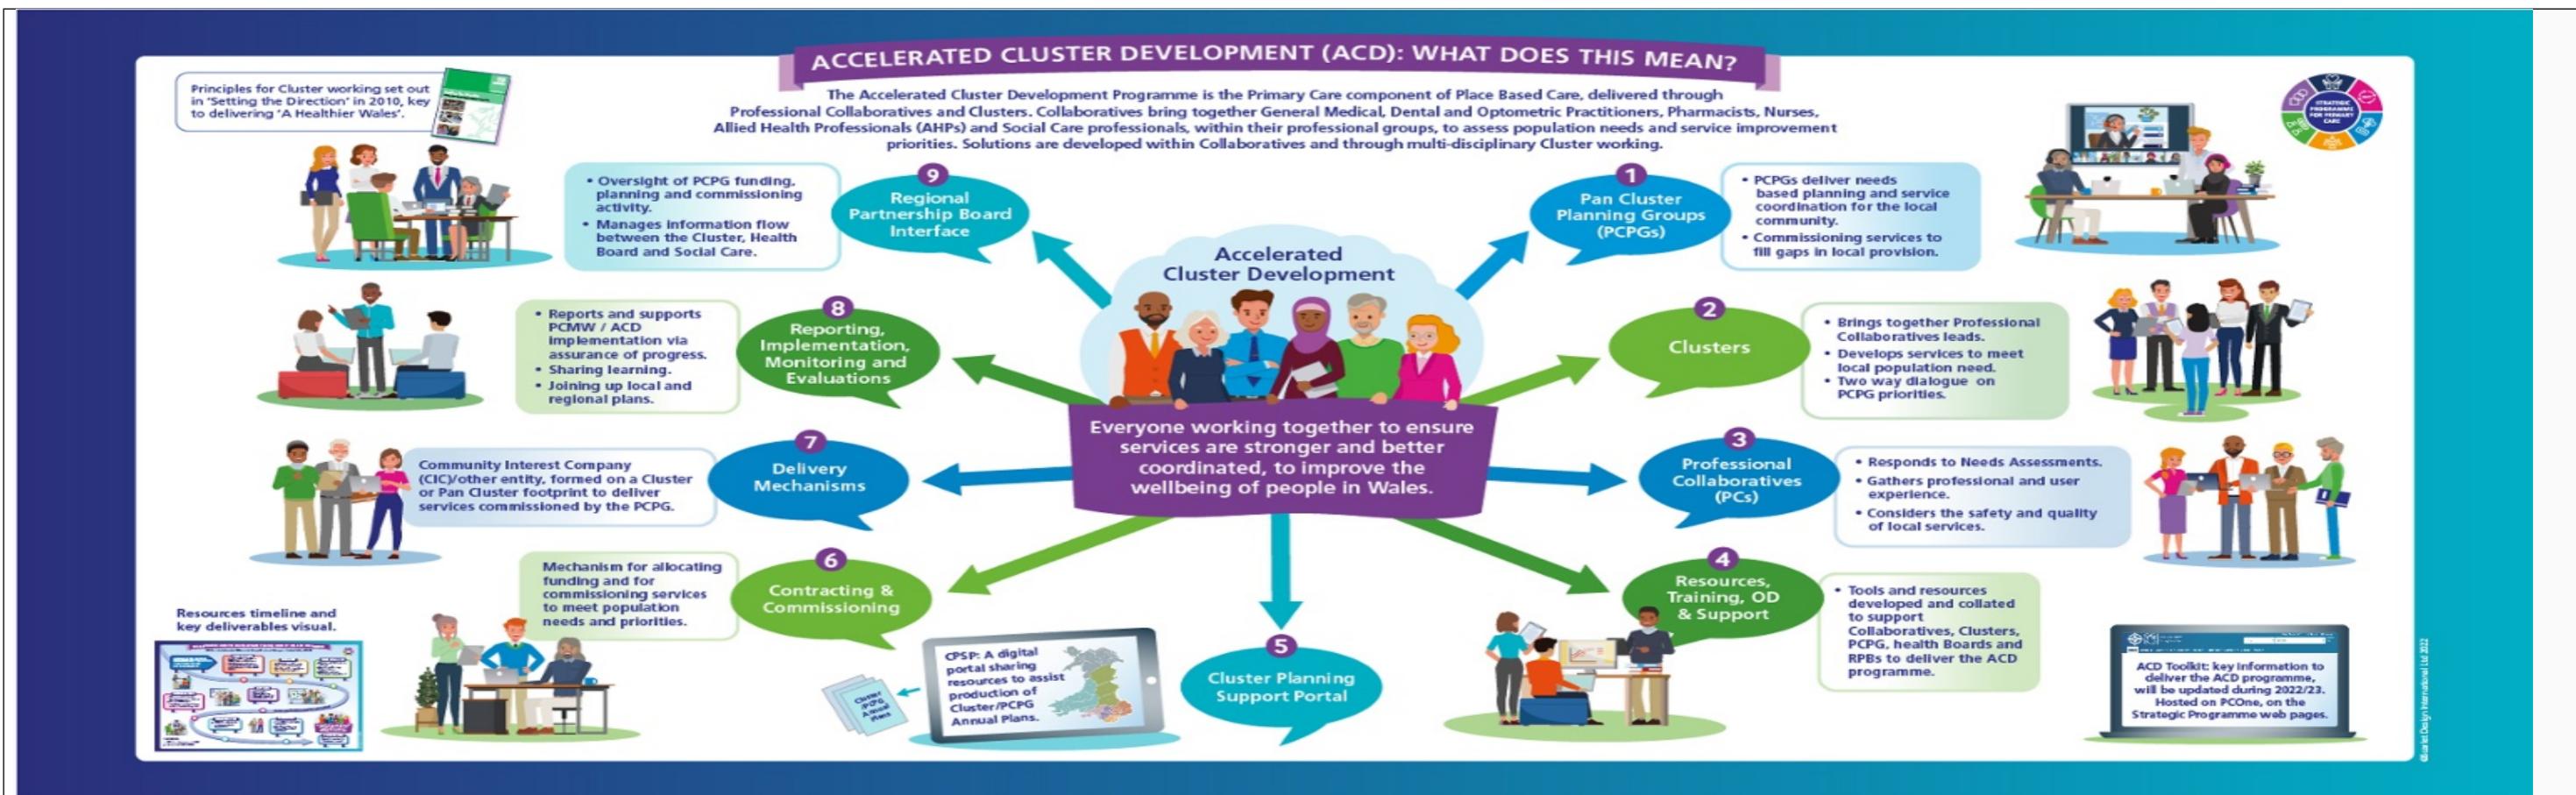 ACCELERATED CLUSTER DEVELOPMENT (ACD): WHAT DOES THIS MEAN?
The Accelerated Cluster Development Programme is the Primary Care component of Place Based Care, delivered through
Professional Collaboratives and Clusters. Collaboratives bring together General Medical, Dental and Optometric Practitioners, Pharmacists, Nurses,
Allied Health Professionals (AHPs) and Social Care professionals, within their professional groups, to assess population needs and service improvement
priorities. Solutions are developed within Collaboratives and through multi-disciplinary Cluster working.
Principles for Cluster working set out
in 'Setting the Direction' in 2010, key
to delivering 'A Healthier Wales'.
STRATEGIC
PROGRAMME
FOR PRIMARY
CARE
Accelerated
Cluster Development
Everyone working together to ensure
services are stronger and better
coordinated, to improve the
wellbeing of people in Wales.
1
Pan Cluster
Planning Groups
(PCPGs)
• PCPGs deliver needs
based planning and service
coordination for the local
community.
• Commissioning services to
fill gaps in local provision.
2
Clusters
• Brings together Professional
Collaboratives leads.
• Develops services to meet
local population need.
• Two way dialogue on
PCPG priorities.
3
Professional
Collaboratives
(PCs)
• Responds to Needs Assessments.
• Gathers professional and user
experience.
• Considers the safety and quality
of local services.
4
Resources,
Training, OD
& Support
• Tools and resources
developed and collated
to support
Collaboratives, Clusters,
PCPG, health Boards and
RPBs to deliver the ACD
programme.
ACD Toolkit: key information to
deliver the ACD programme,
will be updated during 2022/23.
Hosted on PCOne, on the
Strategic Programme web pages.
5
Cluster Planning
Support Portal
CPSP: A digital
portal sharing
resources to assist
production of
Cluster/PCPG
Annual Plans.
Cluster
/PCPG
Annual
Plans
6
Contracting &
Commissioning
Mechanism for allocating
funding and for
commissioning services
to meet population
needs and priorities.
7
Delivery
Mechanisms
Community Interest Company
(CIC)/other entity, formed on a Cluster
or Pan Cluster footprint to deliver
services commissioned by the PCPG.
8
Reporting,
Implementation,
Monitoring and
Evaluations
• Reports and supports
PCMW / ACD
implementation via
assurance of progress.
• Sharing learning.
• Joining up local and
regional plans.
9
Regional
Partnership Board
Interface
• Oversight of PCPG funding,
planning and commissioning
activity.
• Manages information flow
between the Cluster, Health
Board and Social Care.
Resources timeline and
key deliverables visual.
©Scarlet Design International Ltd 2022